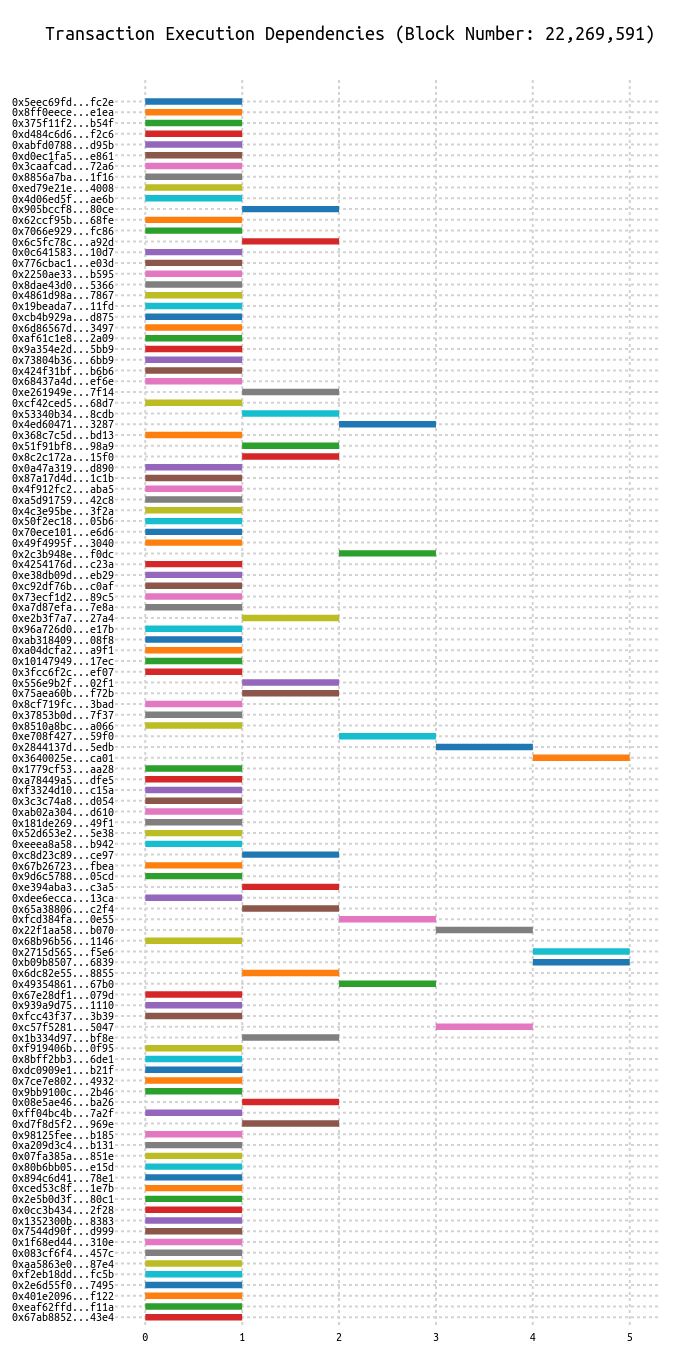 Transaction Execution Dependencies (Block Number: 22,269,591)
0x5eec69fd...fc2e
0x8ff0eece...e1ea
0x375f11f2...b54f
0xd484c6d6...f2c6
0xabfd0788...d95b
0xd0ec1fa5...e861
0x3caafcad...72a6
0x8856a7ba...1f16
0xed79e21e...4008
0x4d06ed5f...ae6b
0x905bccf8...80ce
0x62ccf95b...68fe
0x7066e929...fc86
0x6c5fc78c...a92d
0x0c641583...10d7
0x776cbac1...e03d
0x2250ae33...b595
0x8dae43d0...5366
0x4861d98a...7867
0x19beada7...11fd
0xcb4b929a...d875
0x6d86567d...3497
0xaf61c1e8...2a09
0x9a354e2d...5bb9
0x73804b36...6bb9
0x424f31bf...b6b6
0x68437a4d...ef6e
0xe261949e...7f14
0xcf42ced5...68d7
0x53340b34...8cdb
0x4ed60471...3287
0x368c7c5d...bd13
0x51f91bf8...98a9
0x8c2c172a...15f0
0x0a47a319...d890
0x87a17d4d...1c1b
0x4f912fc2...aba5
0xa5d91759...42c8
0x4c3e95be...3f2a
0x50f2ec18...05b6
0x70ece101...e6d6
0x49f4995f...3040
0x2c3b948e...f0dc
0x4254176d...c23a
0xe38db09d...eb29
0xc92df76b...c0af
0x73ecf1d2...89c5
0xa7d87efa...7e8a
0xe2b3f7a7...27a4
0x96a726d0...e17b
0xab318409...08f8
0xa04dcfa2...a9f1
0x10147949...17ec
0x3fcc6f2c...ef07
0x556e9b2f...02f1
0x75aea60b...f72b
0x8cf719fc...3bad
0x37853b0d...7f37
0x8510a8bc...a066
0xe708f427...59f0
0x2844137d...5edb
0x3640025e...ca01
0x1779cf53...aa28
0xa78449a5...dfe5
0xf3324d10...c15a
0x3c3c74a8...d054
0xab02a304...d610
0x181de269...49f1
0x52d653e2...5e38
0xeeea8a58...b942
0xc8d23c89...ce97
0x67b26723...fbea
0x9d6c5788...05cd
0xe394aba3...c3a5
0xdee6ecca...13ca
0x65a38806...c2f4
0xfcd384fa...0e55
0x22f1aa58...b070
0x68b96b56...1146
0x2715d565...f5e6
0xb09b8507...6839
0x6dc82e55...8855
0x49354861...67b0
0x67e28df1...079d
0x939a9d75...1110
0xfcc43f37...3b39
0xc57f5281...5047
0x1b334d97...bf8e
0xf919406b...0f95
0x8bff2bb3...6de1
0xdc0909e1...b21f
0x7ce7e802...4932
0x9bb9100c...2b46
0x08e5ae46...ba26
0xff04bc4b...7a2f
0xd7f8d5f2...969e
0x98125fee...b185
0xa209d3c4...b131
0x07fa385a...851e
0x80b6bb05...e15d
0x894c6d41...78e1
0xced53c8f...1e7b
0x2e5b0d3f...80c1
0x0cc3b434...2f28
0x1352300b...8383
0x7544d90f...d999
0x1f68ed44...310e
0x083cf6f4...457c
0xaa5863e0...87e4
0xf2eb18dd...fc5b
0x2e6d55f0...7495
0x401e2096...f122
0xeaf62ffd...f11a
0x67ab8852...43e4
0 1 2 3 4 5